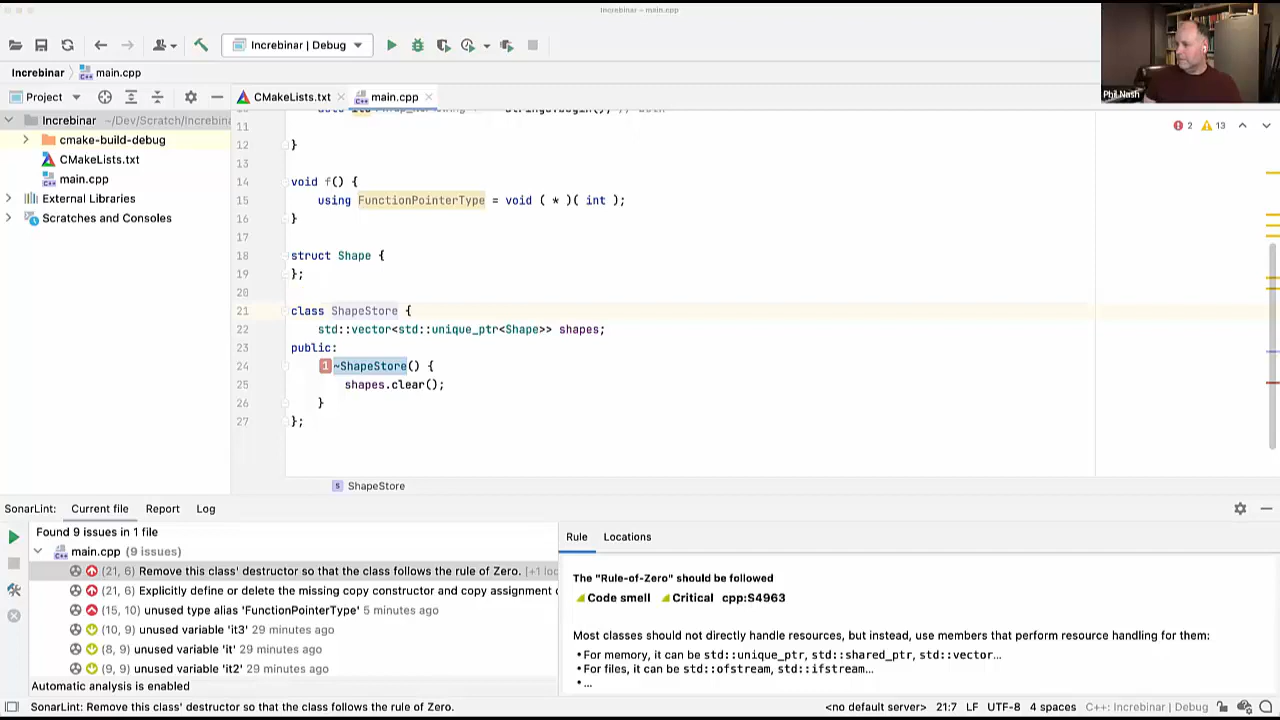 Increbinar – main.cpp
Increbinar | Debug
Increbinar
main.cpp
Phil Nash
Project
CMakeLists.txt
main.cpp
Increbinar ~/Dev/Scratch/Increbina
cmake-build-debug
CMakeLists.txt
main.cpp
External Libraries
Scratches and Consoles
2 13
11
12 }
13
14 void f() {
15 using FunctionPointerType = void ( * )( int );
16 }
17
18 struct Shape {
19 };
20
21 class ShapeStore {
22 std::vector<std::unique_ptr<Shape>> shapes;
23 public:
24 1 ~ShapeStore() {
25 shapes.clear();
26 }
27 };
S ShapeStore
SonarLint: Current file Report Log
Found 9 issues in 1 file
main.cpp (9 issues)
(21, 6) Remove this class' destructor so that the class follows the rule of Zero. [+1 loc
(21, 6) Explicitly define or delete the missing copy constructor and copy assignment
(15, 10) unused type alias 'FunctionPointerType' 5 minutes ago
(10, 9) unused variable 'it3' 29 minutes ago
(8, 9) unused variable 'it' 29 minutes ago
(9, 9) unused variable 'it2' 29 minutes ago
Automatic analysis is enabled
Rule Locations
The "Rule-of-Zero" should be followed
Code smell Critical cpp:S4963
Most classes should not directly handle resources, but instead, use members that perform resource handling for them:
• For memory, it can be std::unique_ptr, std::shared_ptr, std::vector...
• For files, it can be std::ofstream, std::ifstream...
• ...
SonarLint: Remove this class' destructor so that the class follows the rule of Zero.
<no default server> 21:7 LF UTF-8 4 spaces C++: Increbinar | Debug